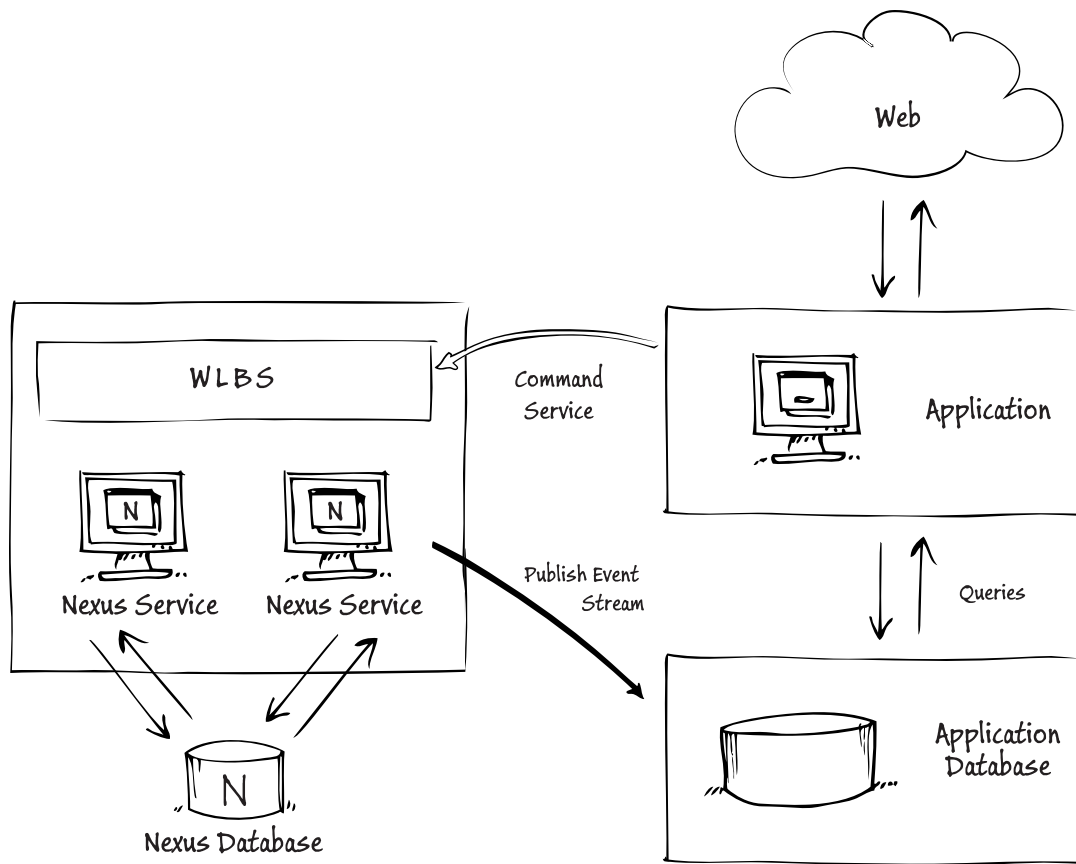 Web
WLBS
Command
Service
Application
N
N
Nexus Service
Nexus Service
Publish Event
Stream
Queries
N
Nexus Database
Application
Database